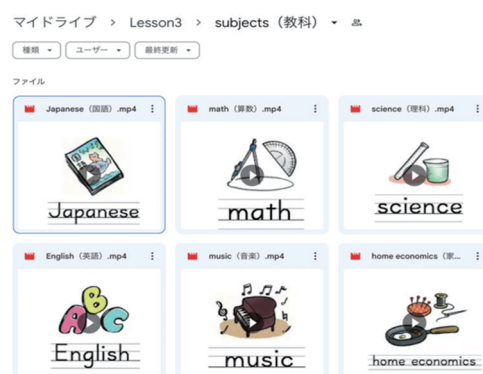 マイドライブ > Lesson3 > subjects（教科）
種類 ユーザー 最終更新
ファイル
Japanese（国語）.mp4 math（算数）.mp4 science（理科）.mp4
Japanese math science
English（英語）.mp4 music（音楽）.mp4 home economics（家...
ABC
English music home economics